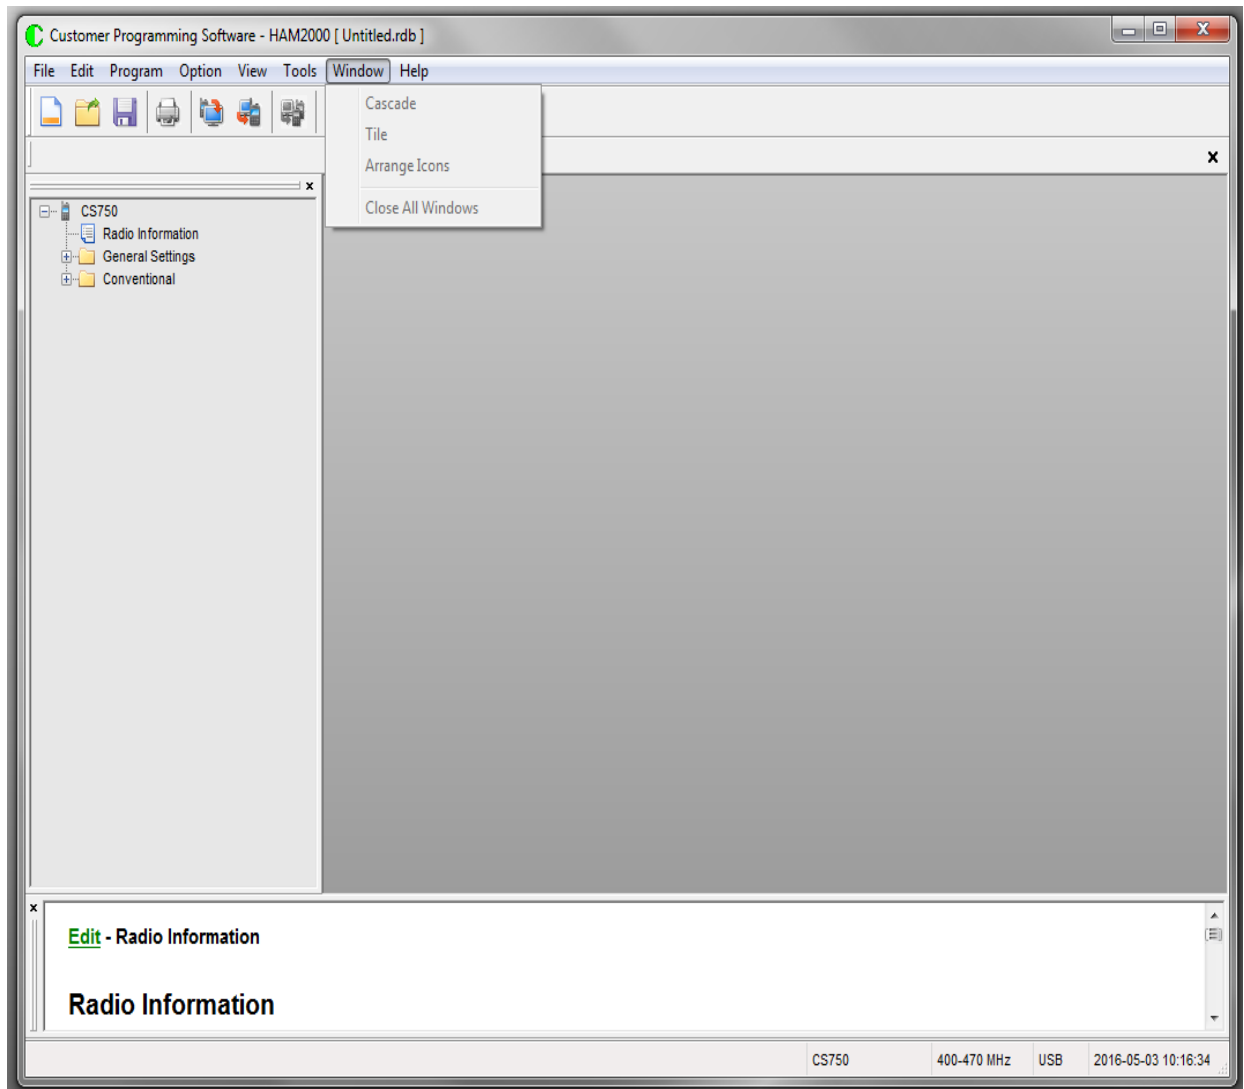 Customer Programming Software - HAM2000 [ Untitled.rdb ]
File Edit Program Option View Tools Window Help
Cascade
Tile
Arrange Icons
Close All Windows
CS750
Radio Information
General Settings
Conventional
Edit - Radio Information
Radio Information
CS750 400-470 MHz USB 2016-05-03 10:16:34